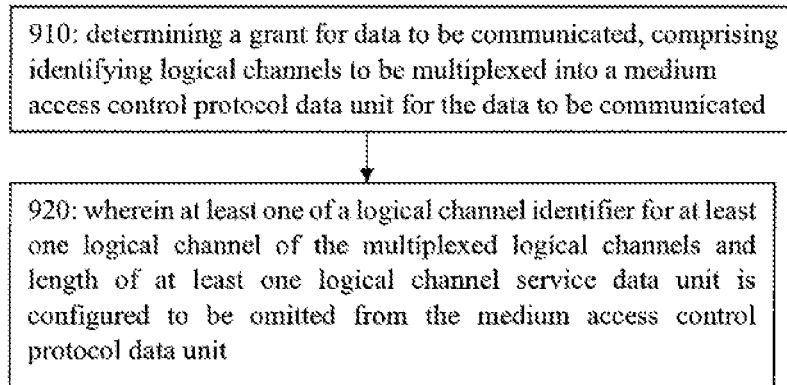 910: determining a grant for data to be communicated, comprising
identifying logical channels to be multiplexed into a medium
access control protocol data unit for the data to be communicated
920: wherein at least one of a logical channel identifier for at least
one logical channel of the multiplexed logical channels and
length of at least one logical channel service data unit is
configured to be omitted from the medium access control
protocol data unit